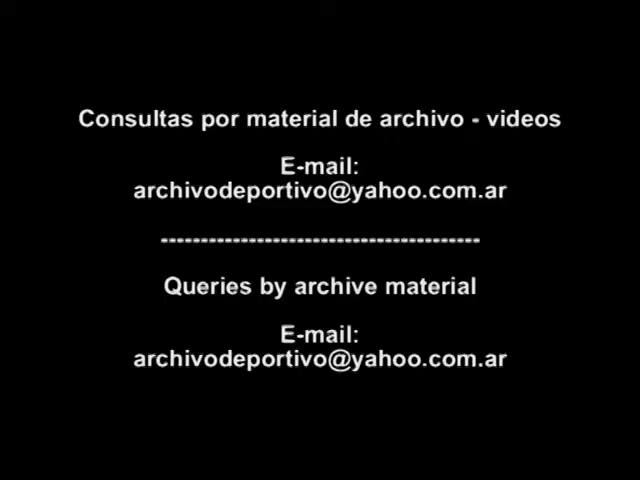 Consultas por material de archivo - videos
E-mail:
archivodeportivo@yahoo.com.ar
----------------------------------------
Queries by archive material
E-mail:
archivodeportivo@yahoo.com.ar